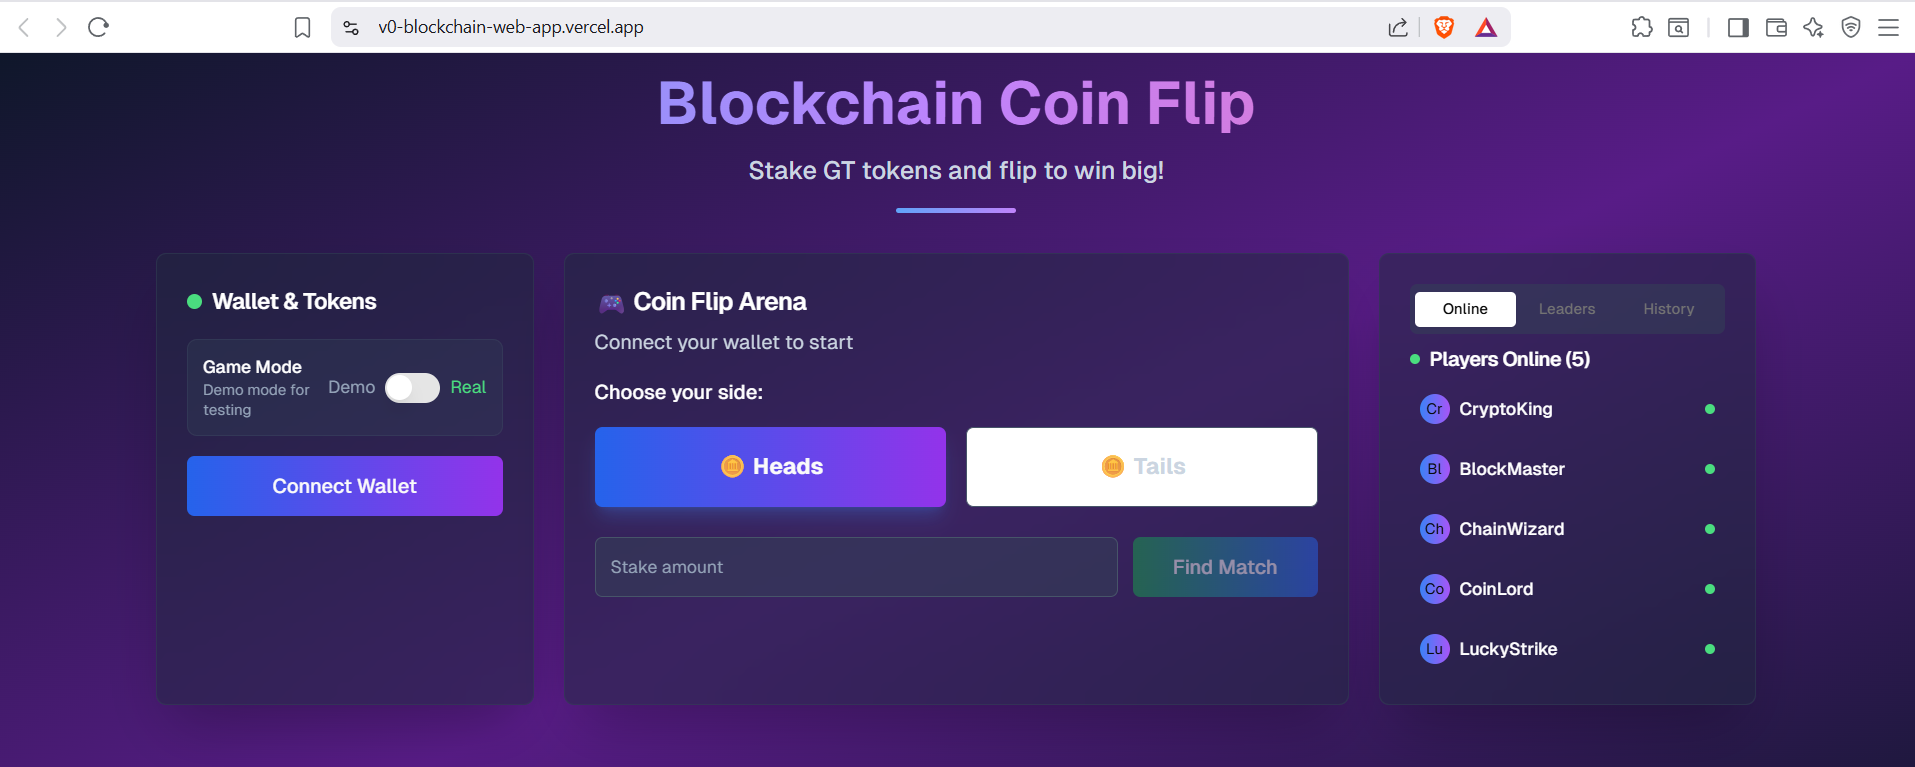 v0-blockchain-web-app.vercel.app
Blockchain Coin Flip
Stake GT tokens and flip to win big!
Wallet & Tokens
Game Mode
Demo mode for
testing
Demo
Real
Connect Wallet
Coin Flip Arena
Connect your wallet to start
Choose your side:
Heads
Tails
Stake amount
Find Match
Online
Leaders
History
Players Online (5)
Cr CryptoKing
Bl BlockMaster
Ch ChainWizard
Co CoinLord
Lu LuckyStrike